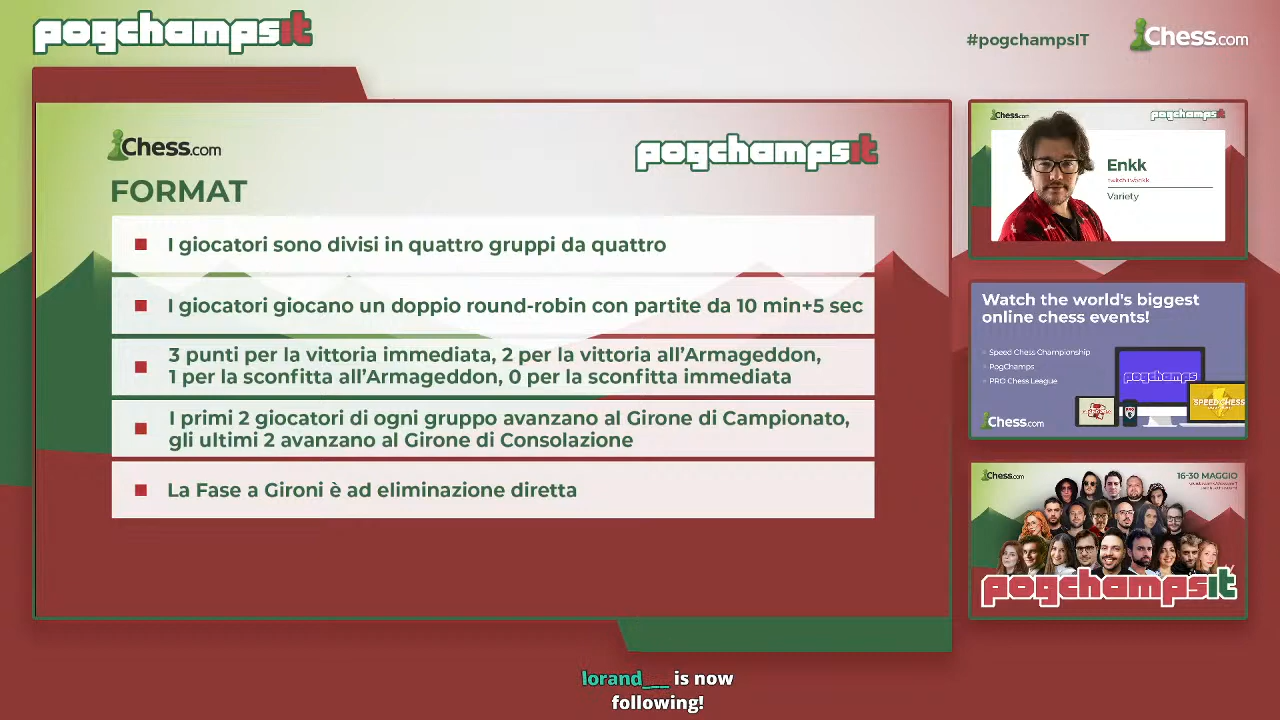 pogchampsit
#pogchampsIT
Chess.com
Chess.com
pogchampsit
FORMAT
I giocatori sono divisi in quattro gruppi da quattro
I giocatori giocano un doppio round-robin con partite da 10 min+5 sec
3 punti per la vittoria immediata, 2 per la vittoria all'Armageddon,
1 per la sconfitta all'Armageddon, 0 per la sconfitta immediata
I primi 2 giocatori di ogni gruppo avanzano al Girone di Campionato,
gli ultimi 2 avanzano al Girone di Consolazione
La Fase a Gironi è ad eliminazione diretta
Chess.com
pogchampsit
Enkk
Variety
Watch the world's biggest
online chess events!
Speed Chess Championship
PogChamps
PRO Chess League
pogchamps
SPEED CHESS
Chess.com
Chess.com
16-30 MAGGIO
pogchampsit
lorand___ is now
following!